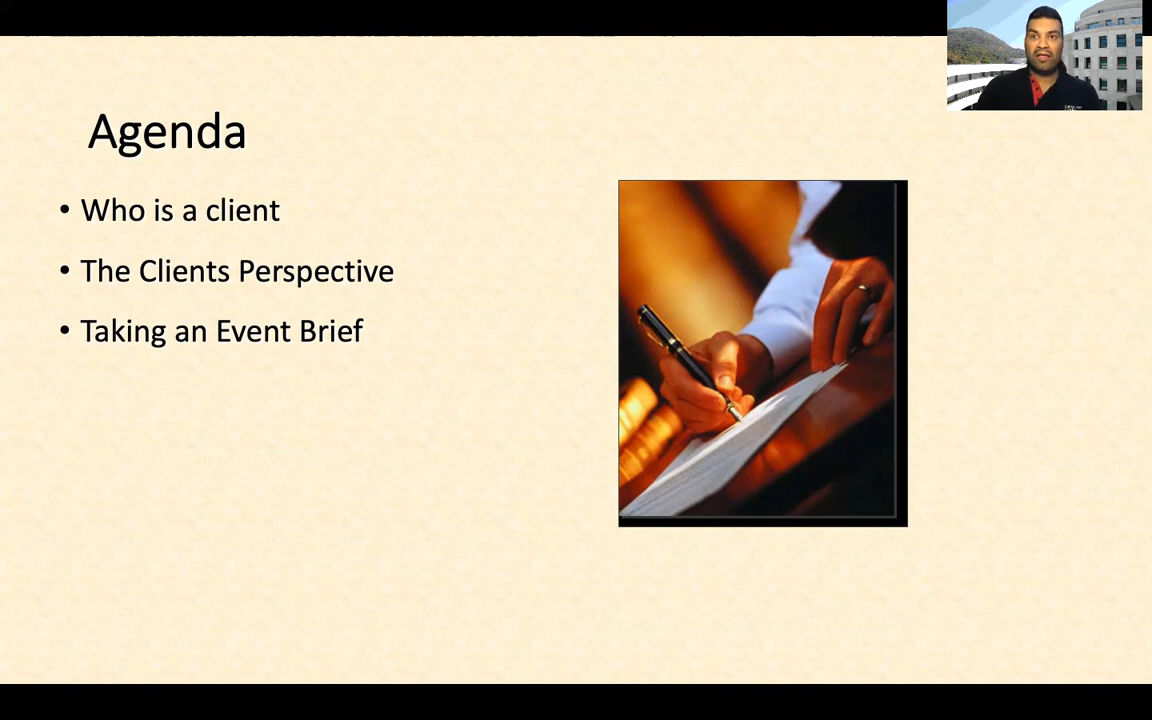 Agenda
• Who is a client
• The Clients Perspective
• Taking an Event Brief